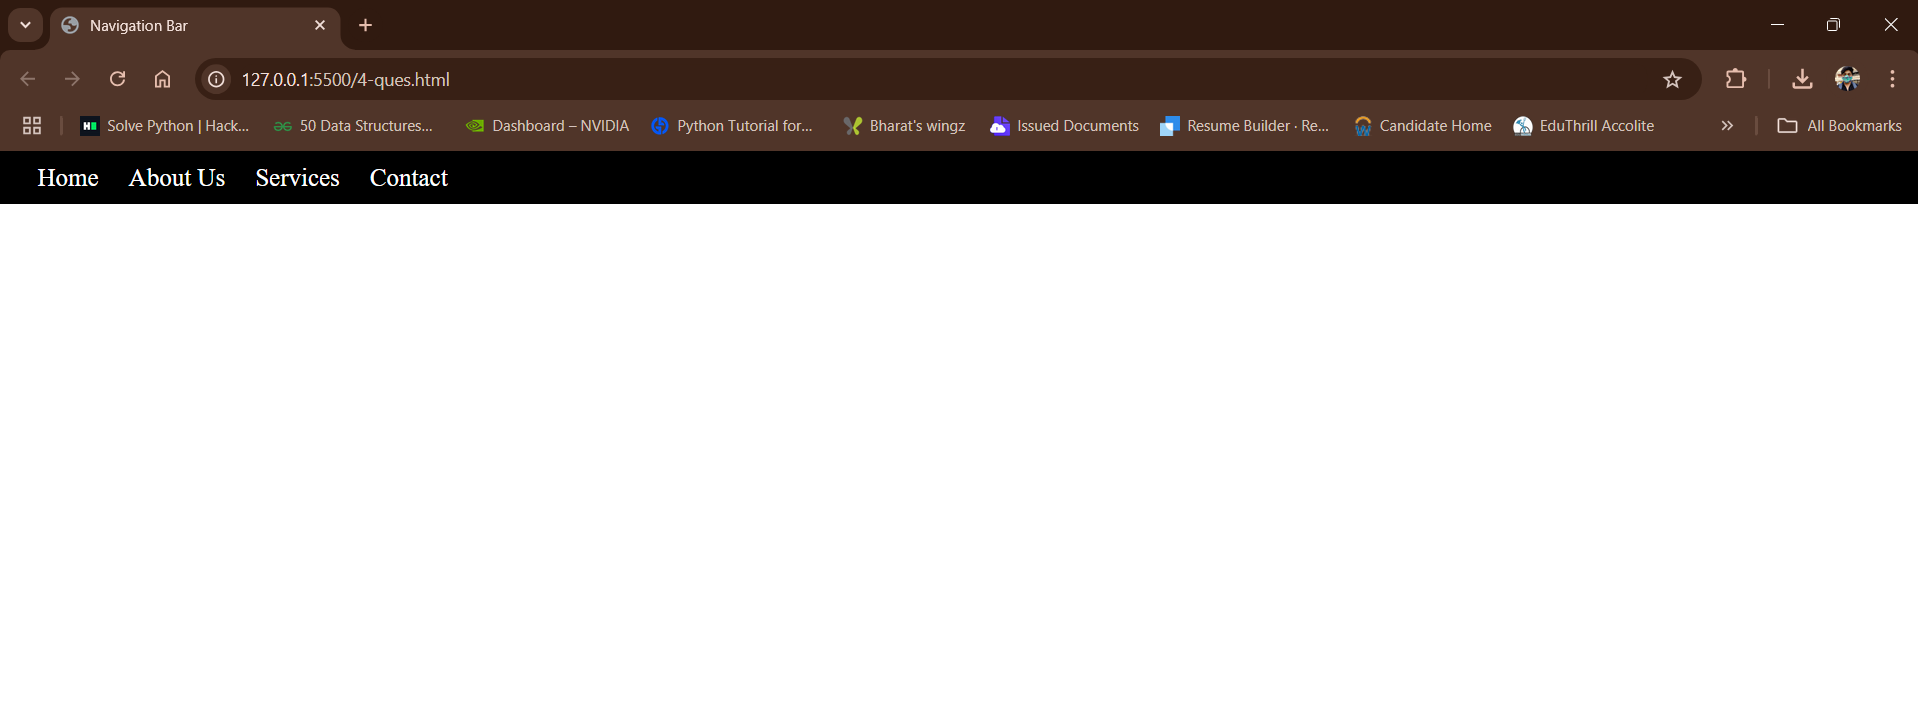 Navigation Bar
127.0.0.1:5500/4-ques.html
Solve Python | Hack... 50 Data Structures... Dashboard – NVIDIA Python Tutorial for... Bharat's wingz Issued Documents Resume Builder · Re... Candidate Home EduThrill Accolite All Bookmarks
Home About Us Services Contact